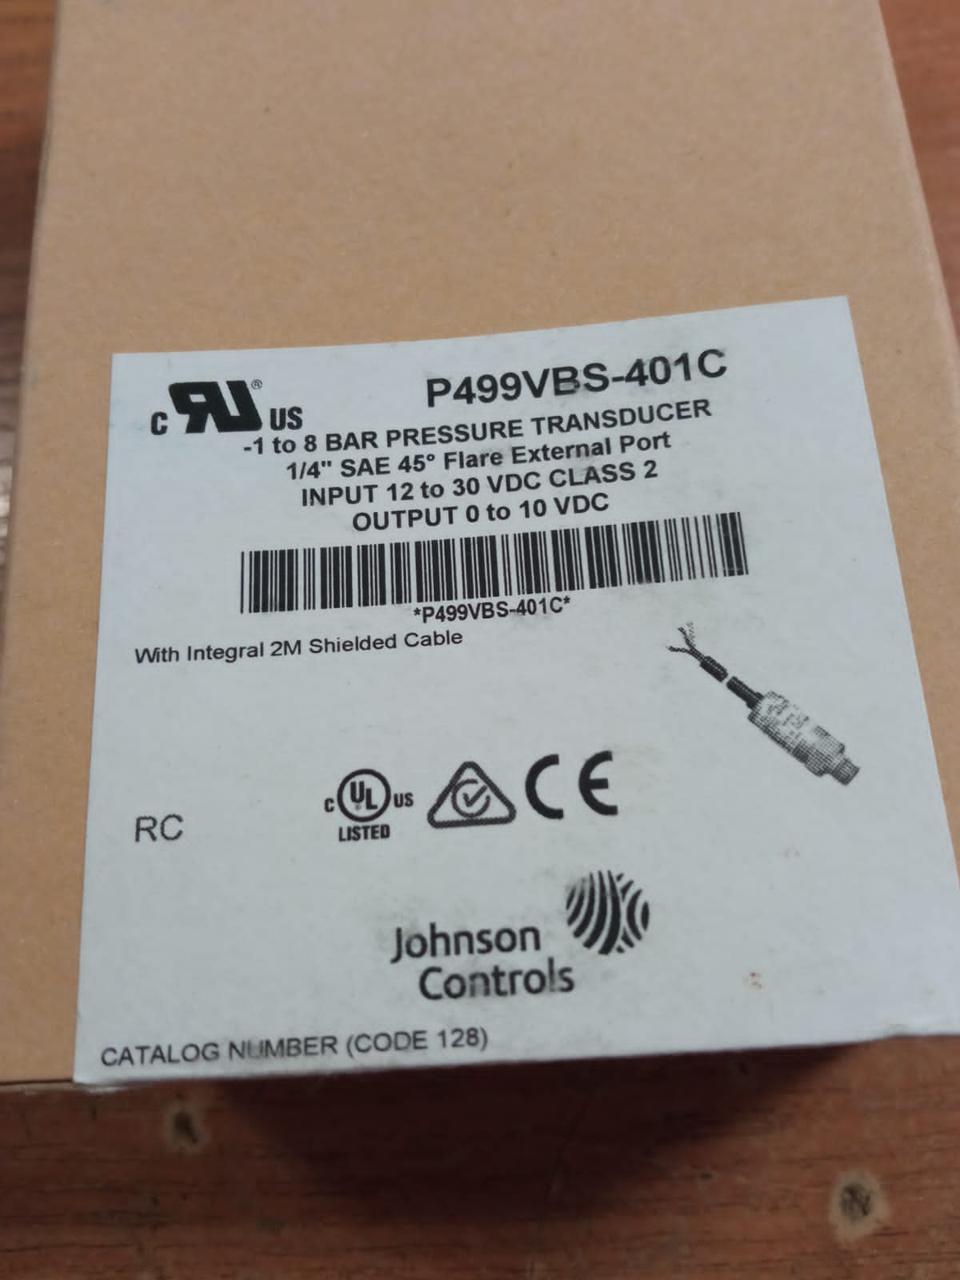 c RU® US
P499VBS-401C
-1 to 8 BAR PRESSURE TRANSDUCER
1/4" SAE 45° Flare External Port
INPUT 12 to 30 VDC CLASS 2
OUTPUT 0 to 10 VDC
*P499VBS-401C*
With Integral 2M Shielded Cable
RC
c UL US
LISTED
CE
Johnson
Controls
CATALOG NUMBER (CODE 128)